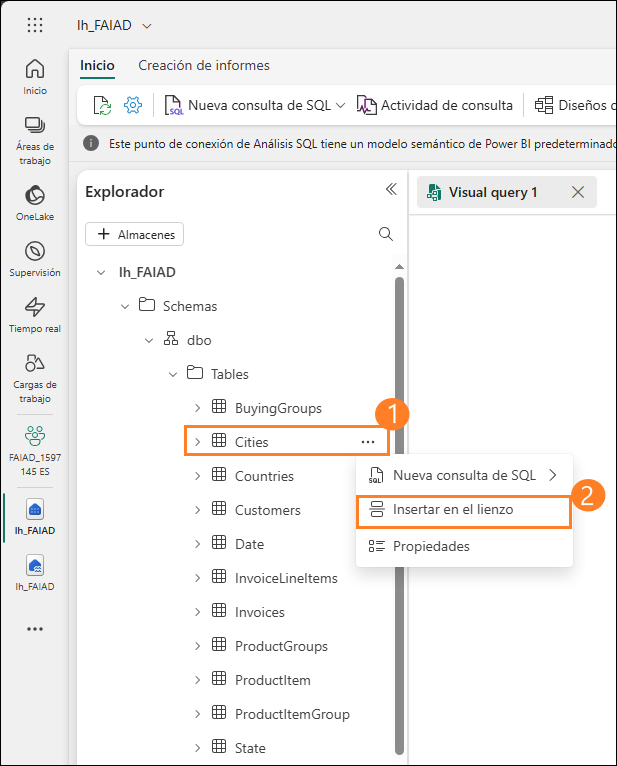 lh_FAIAD
Inicio
Creación de informes
Nueva consulta de SQL
Actividad de consulta
Diseños
Este punto de conexión de Análisis SQL tiene un modelo semántico de Power BI predeterminado
Inicio
Áreas de
trabajo
OneLake
Supervisión
Tiempo real
Cargas de
trabajo
FAIAD_1597
145 ES
lh_FAIAD
lh_FAIAD
Explorador
Almacenes
lh_FAIAD
Schemas
dbo
Tables
BuyingGroups
Cities
Countries
Customers
Date
InvoiceLineItems
Invoices
ProductGroups
ProductItem
ProductItemGroup
State
Visual query 1
1
SQL
Nueva consulta de SQL
Insertar en el lienzo
2
Propiedades